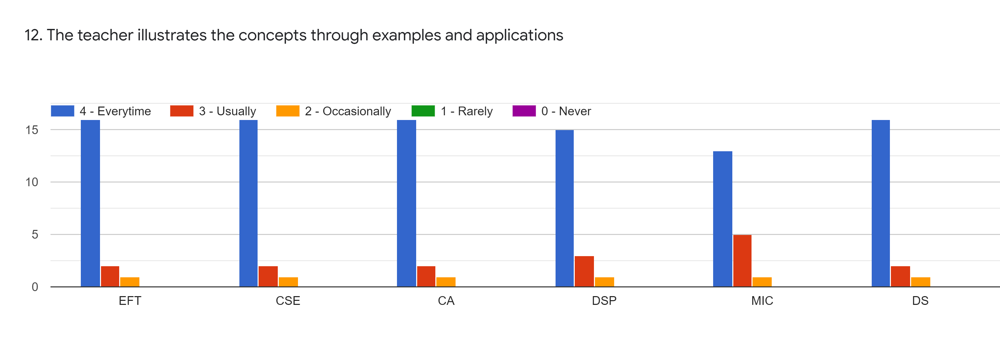 12. The teacher illustrates the concepts through examples and applications
4 - Everytime 3 - Usually 2 - Occasionally 1 - Rarely 0 - Never
15
10
5
0
EFT CSE CA DSP MIC DS